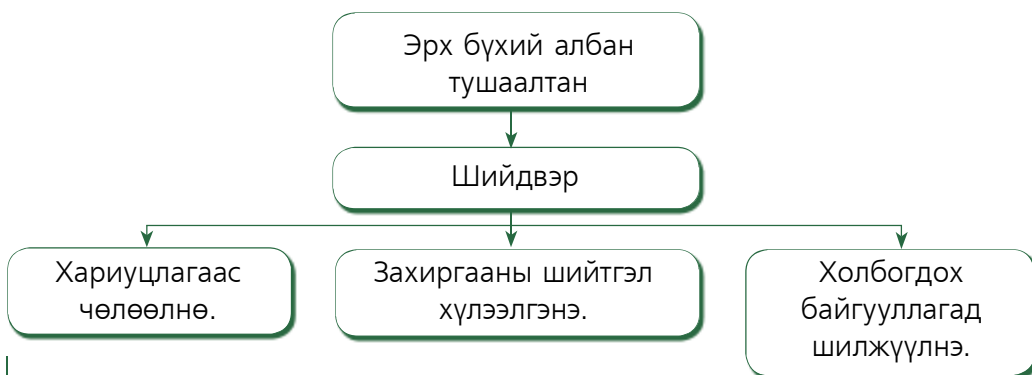 Эрх бүхий албан
тушаалтан
Шийдвэр
Хариуцлагаас
чөлөөлнө.
Захиргааны шийтгэл
хүлээлгэнэ.
Холбогдох
байгууллагад
шилжүүлнэ.